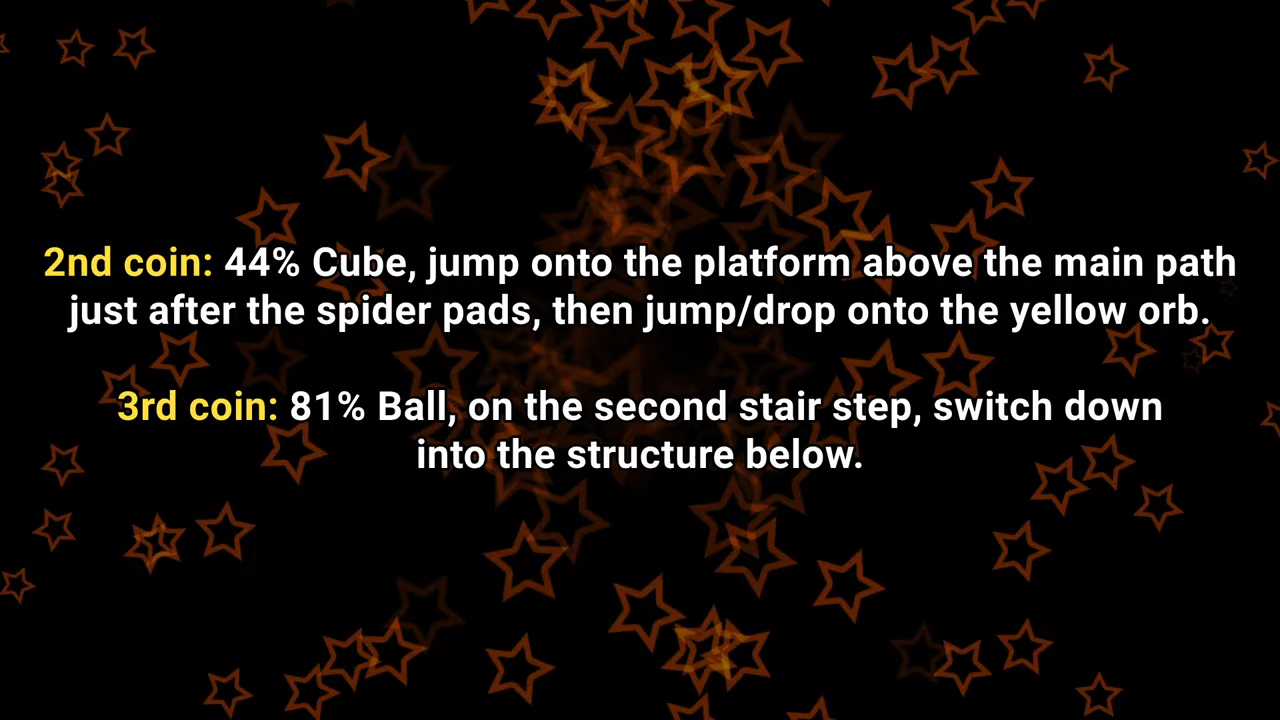 2nd coin: 44% Cube, jump onto the platform above the main path
just after the spider pads, then jump/drop onto the yellow orb.
3rd coin: 81% Ball, on the second stair step, switch down
into the structure below.